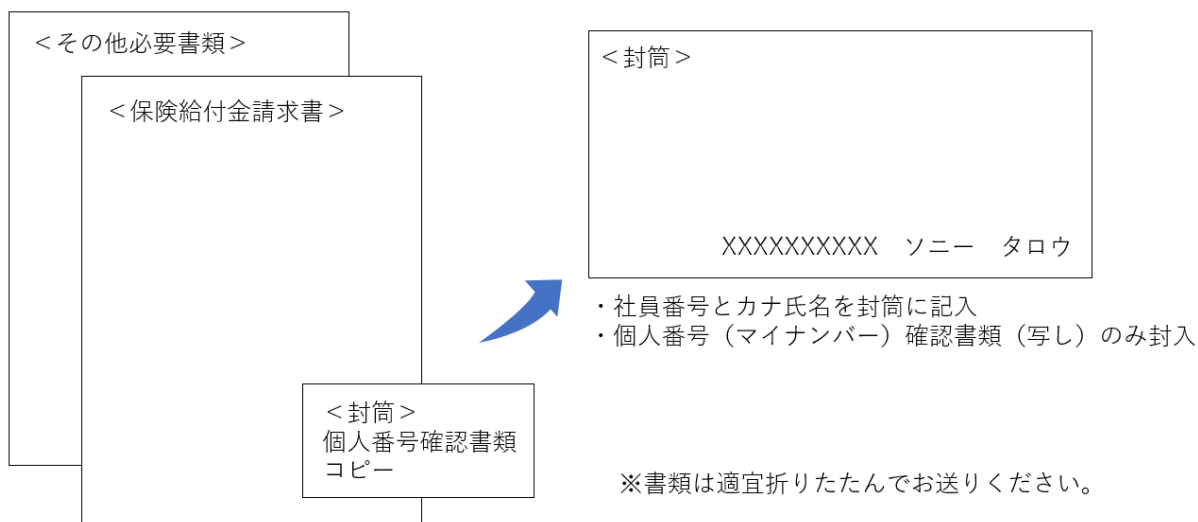 ＜その他必要書類＞
＜保険給付金請求書＞
＜封筒＞
個人番号確認書類
コピー
＜封筒＞
XXXXXXXXXX　ソニー　タロウ
・社員番号とカナ氏名を封筒に記入
・個人番号（マイナンバー）確認書類（写し）のみ封入
※書類は適宜折りたたんでお送りください。